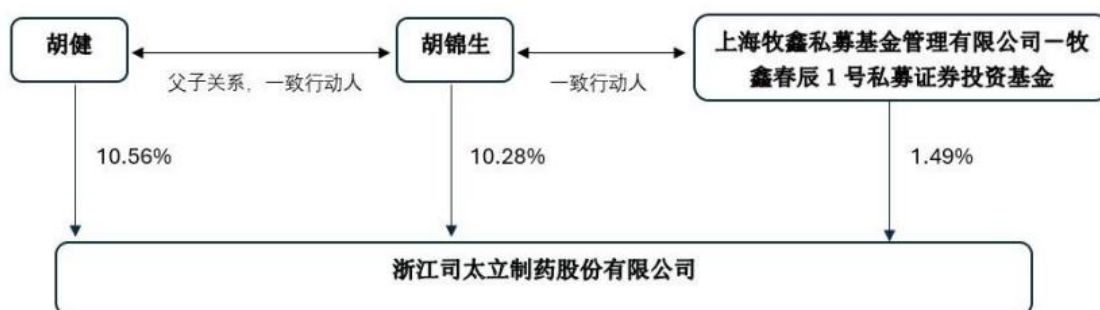 胡健
胡锦生
上海牧鑫私募基金管理有限公司－牧
鑫春辰 1 号私募证券投资基金
父子关系，一致行动人
一致行动人
10.56%
10.28%
1.49%
浙江司太立制药股份有限公司